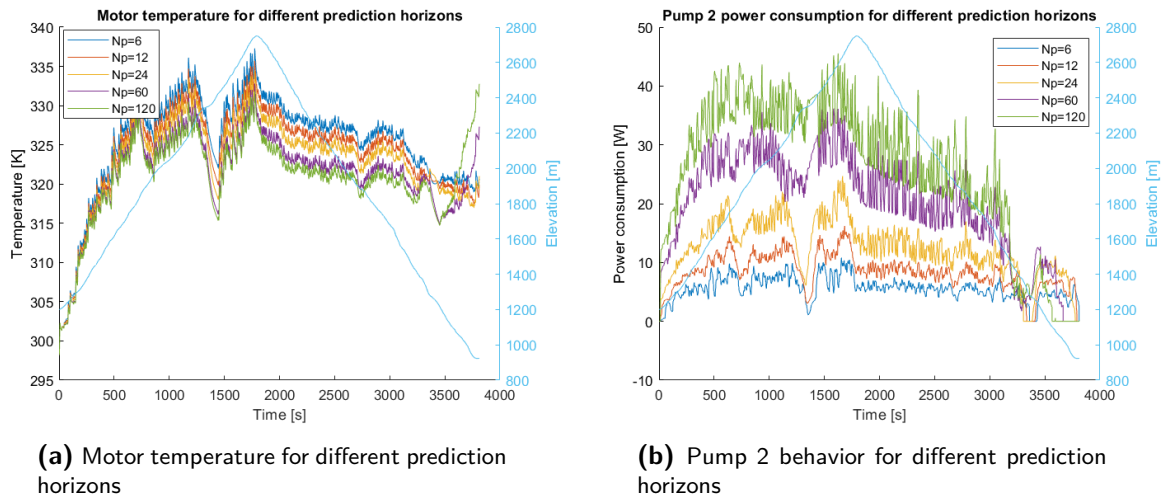 Motor temperature for different prediction horizons
340
335
330
325
320
315
310
305
300
295
Temperature [K]
Np=6
Np=12
Np=24
Np=60
Np=120
2800
2600
2400
2200
2000
1800
1600
1400
1200
1000
800
Elevation [m]
0 500 1000 1500 2000 2500 3000 3500 4000
Time [s]
(a) Motor temperature for different prediction
horizons
Pump 2 power consumption for different prediction horizons
50
40
30
20
10
0
-10
Power consumption [W]
Np=6
Np=12
Np=24
Np=60
Np=120
2800
2600
2400
2200
2000
1800
1600
1400
1200
1000
800
Elevation [m]
0 500 1000 1500 2000 2500 3000 3500 4000
Time [s]
(b) Pump 2 behavior for different prediction
horizons